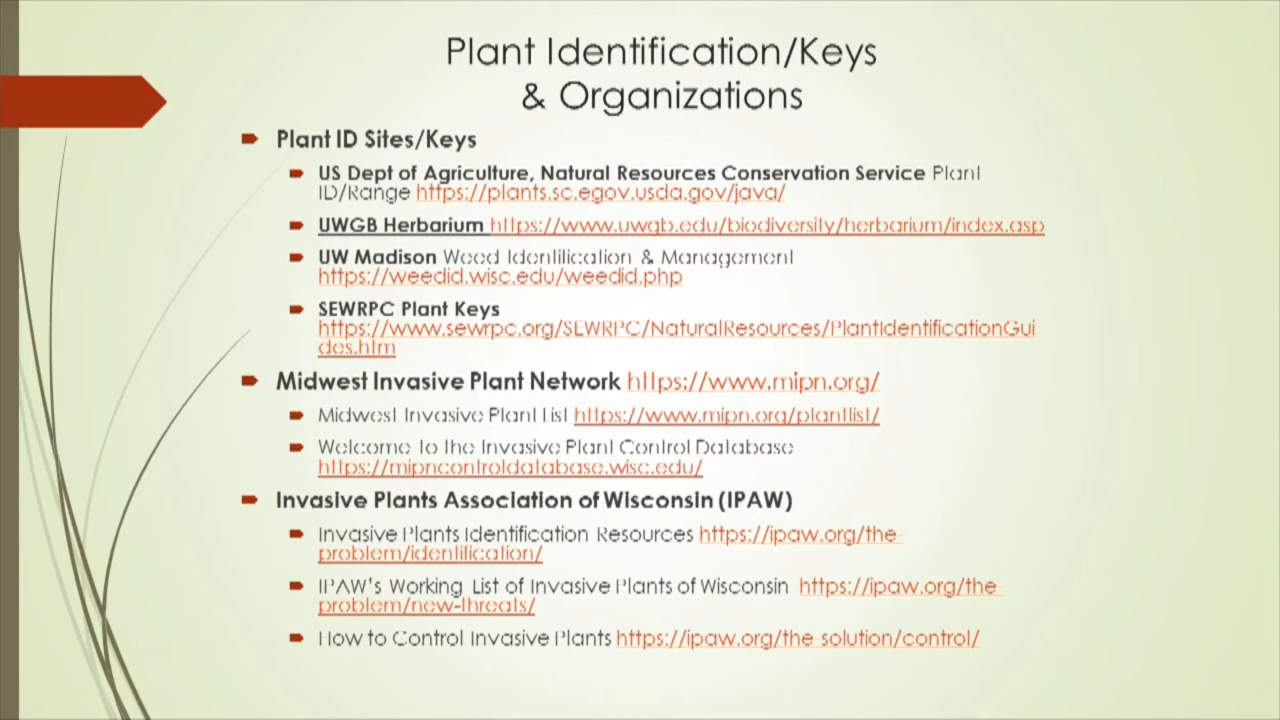 Plant Identification/Keys
& Organizations
Plant ID Sites/Keys
US Dept of Agriculture, Natural Resources Conservation Service Plant
ID/Range https://plants.sc.egov.usda.gov/java/
UWGB Herbarium https://www.uwgb.edu/biodiversity/herbarium/index.asp
UW Madison Weed Identification & Management
https://weedid.wisc.edu/weedid.php
SEWRPC Plant Keys
https://www.sewrpc.org/SEWRPC/NaturalResources/PlantIdentificationGui
des.htm
Midwest Invasive Plant Network https://www.mipn.org/
Midwest Invasive Plant List https://www.mipn.org/plantlist/
Welcome to the Invasive Plant Control Database
https://mipncontroldatabase.wisc.edu/
Invasive Plants Association of Wisconsin (IPAW)
Invasive Plants Identification Resources https://ipaw.org/the-
problem/identification/
IPAW's Working List of Invasive Plants of Wisconsin https://ipaw.org/the-
problem/new-threats/
How to Control Invasive Plants https://ipaw.org/the-solution/control/